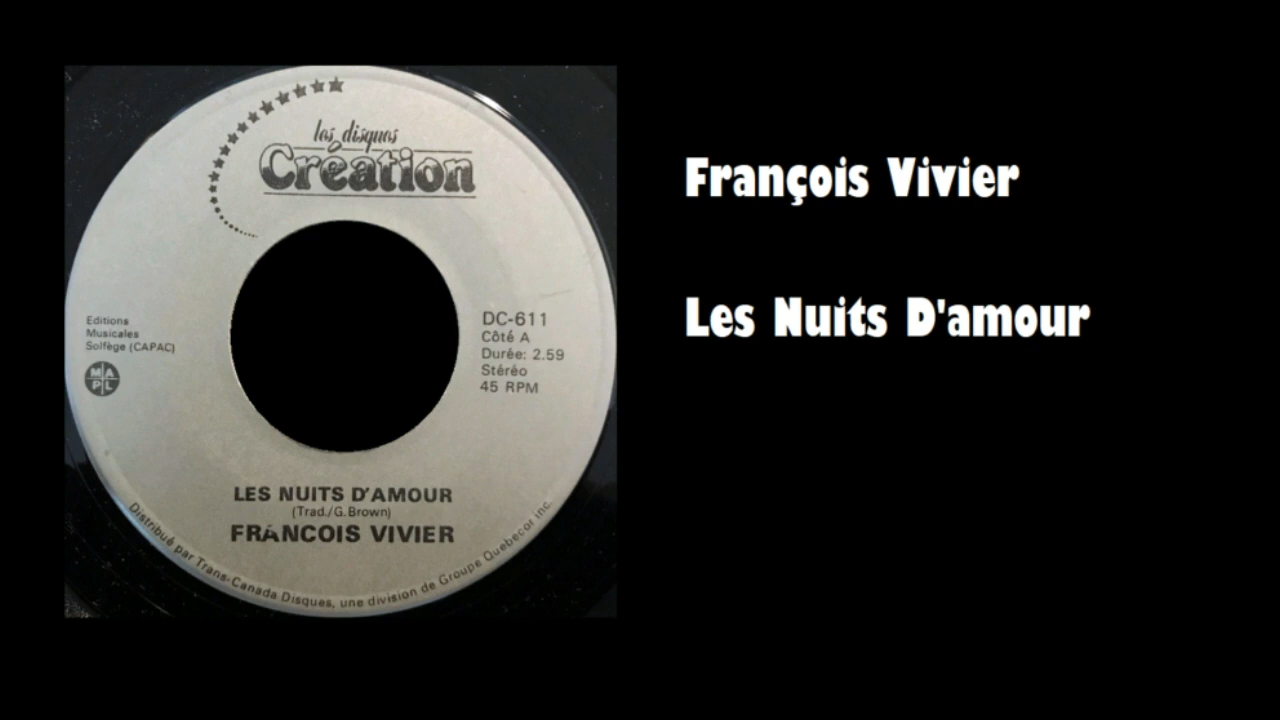 les disques
Création
Editions
Musicales
Solfège (CAPAC)
M A
P L
DC-611
Côté A
Durée: 2.59
Stéréo
45 RPM
LES NUITS D'AMOUR
(Trad./G.Brown)
FRANCOIS VIVIER
Distribué par Trans-Canada Disques, une division de Groupe Quebecor inc.
François Vivier
Les Nuits D'amour